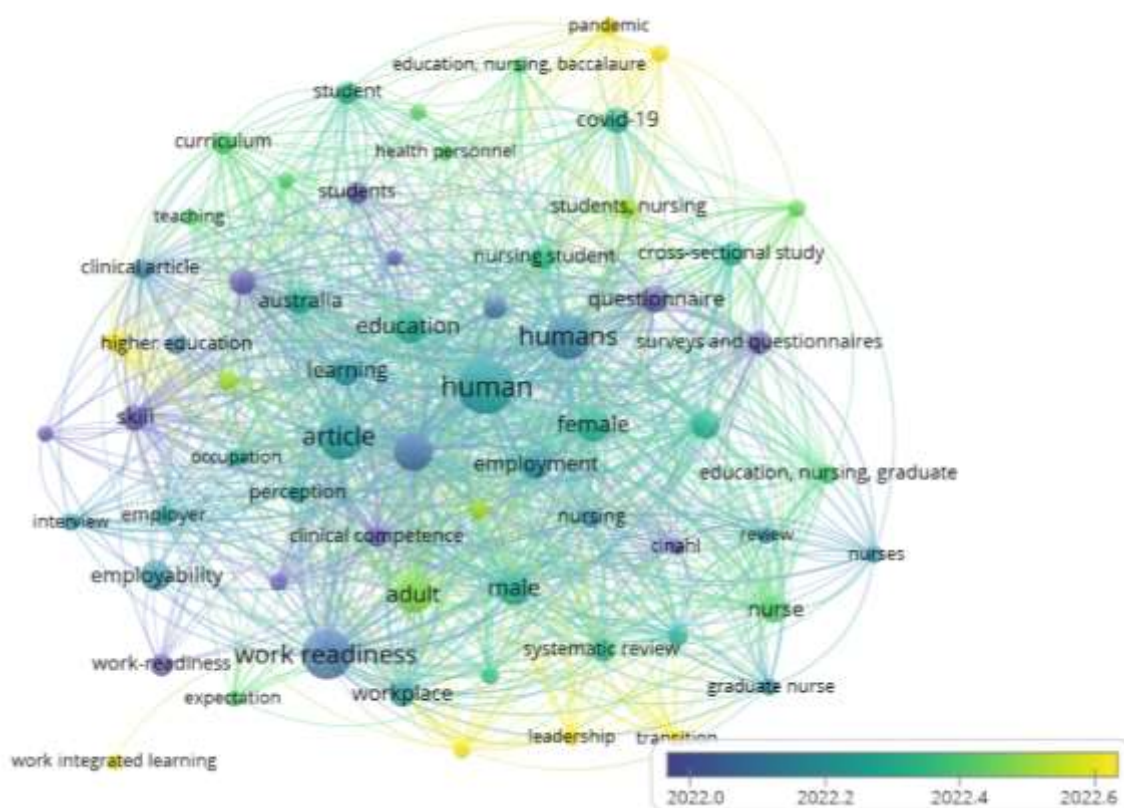 pandemic
education, nursing, baccalaure
student
covid-19
curriculum
health personnel
students
students, nursing
teaching
nursing student
cross-sectional study
clinical article
australia
questionnaire
education
humans
higher education
surveys and questionnaires
learning
human
skill
article
female
occupation
employment
education, nursing, graduate
perception
interview
employer
nursing
clinical competence
cinahl
review
nurses
employability
adult
male
nurse
work readiness
systematic review
work-readiness
workplace
graduate nurse
expectation
leadership
transition
work integrated learning
2022.0 2022.2 2022.4 2022.6